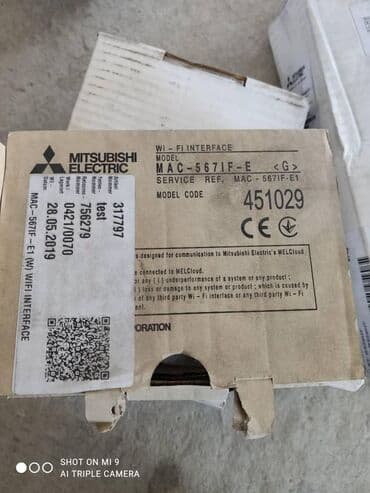 MITSUBISHI
ELECTRIC
WI-FI INTERFACE
MODEL
MAC-567IF-E <G>
SERVICE REF. MAC-567IF-E1
MODEL CODE 451029
CE
is designed for communication to Mitsubishi Electric's MELCloud.
connected to MELCloud.
(any) underperformance of a system or any product;
loss or damage to any system or any product; which is caused by
of any third party Wi-Fi interface or any third party
PORATION
317797
test
756279
0421/0070
28.05.2019
MAC-567IF-E1 (W) WIFI INTERFACE
SHOT ON MI 9
AI TRIPLE CAMERA